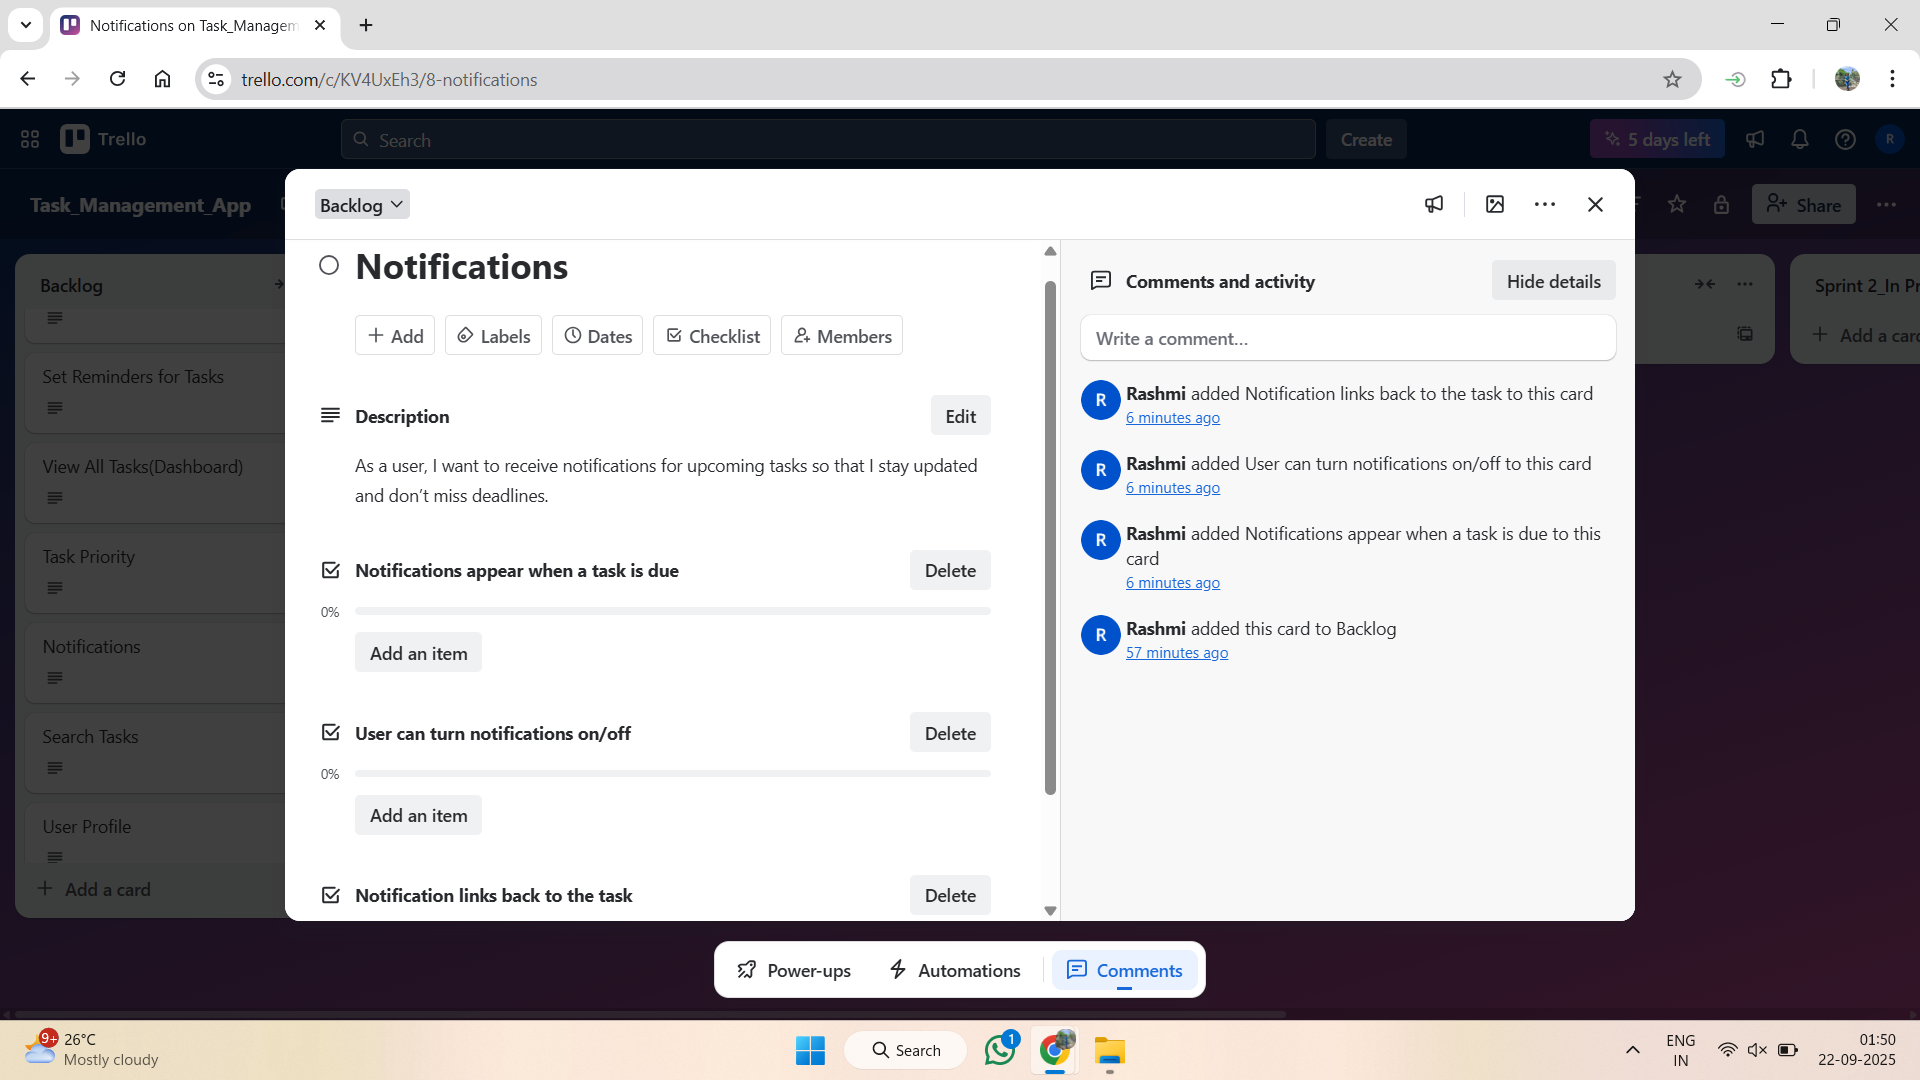 Notifications on Task_Managem
trello.com/c/KV4UxEh3/8-notifications
Trello
Search
Create
5 days left
R
Task_Management_App
Share
Backlog
Set Reminders for Tasks
View All Tasks(Dashboard)
Task Priority
Notifications
Search Tasks
User Profile
Add a card
Sprint 2_In Pr
Add a card
Backlog
Notifications
Add
Labels
Dates
Checklist
Members
Description
Edit
As a user, I want to receive notifications for upcoming tasks so that I stay updated
and don’t miss deadlines.
Notifications appear when a task is due
Delete
0%
Add an item
User can turn notifications on/off
Delete
0%
Add an item
Notification links back to the task
Delete
Comments and activity
Hide details
Write a comment...
R
Rashmi added Notification links back to the task to this card
6 minutes ago
R
Rashmi added User can turn notifications on/off to this card
6 minutes ago
R
Rashmi added Notifications appear when a task is due to this
card
6 minutes ago
R
Rashmi added this card to Backlog
57 minutes ago
Power-ups
Automations
Comments
9+
26°C
Mostly cloudy
Search
1
ENG
IN
01:50
22-09-2025